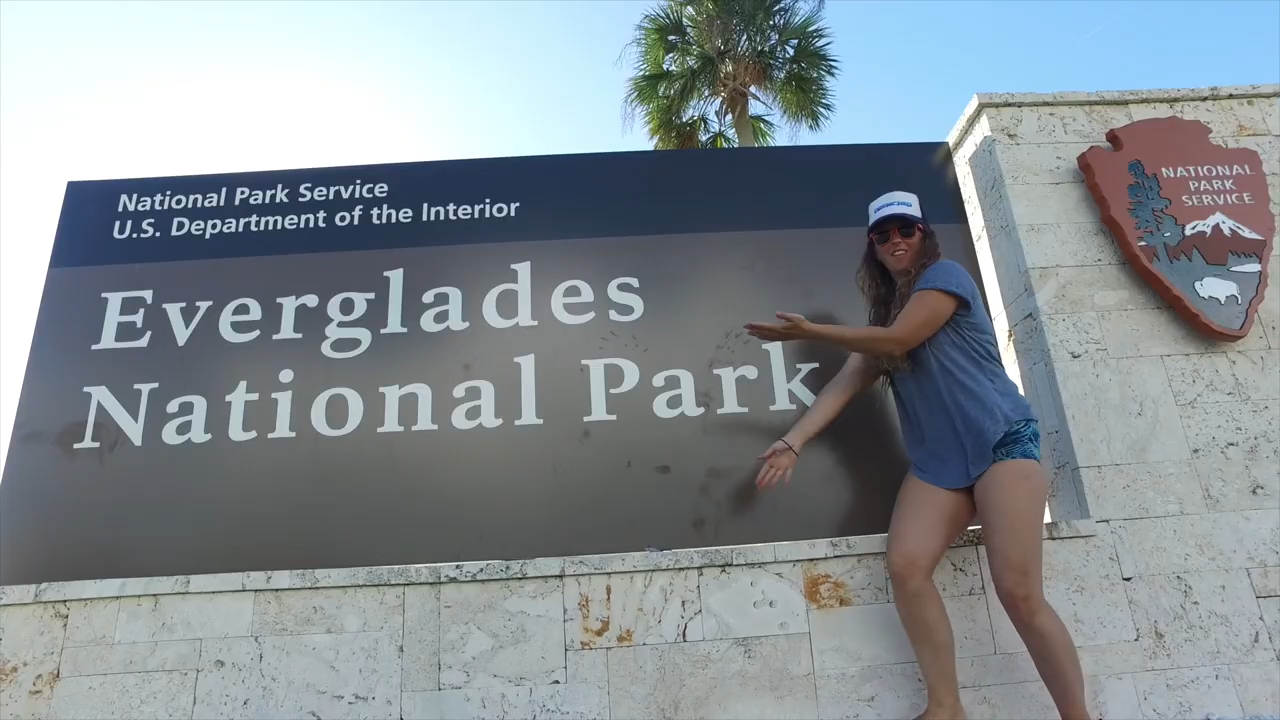 National Park Service
U.S. Department of the Interior
Everglades
National Park
NATIONAL
PARK
SERVICE